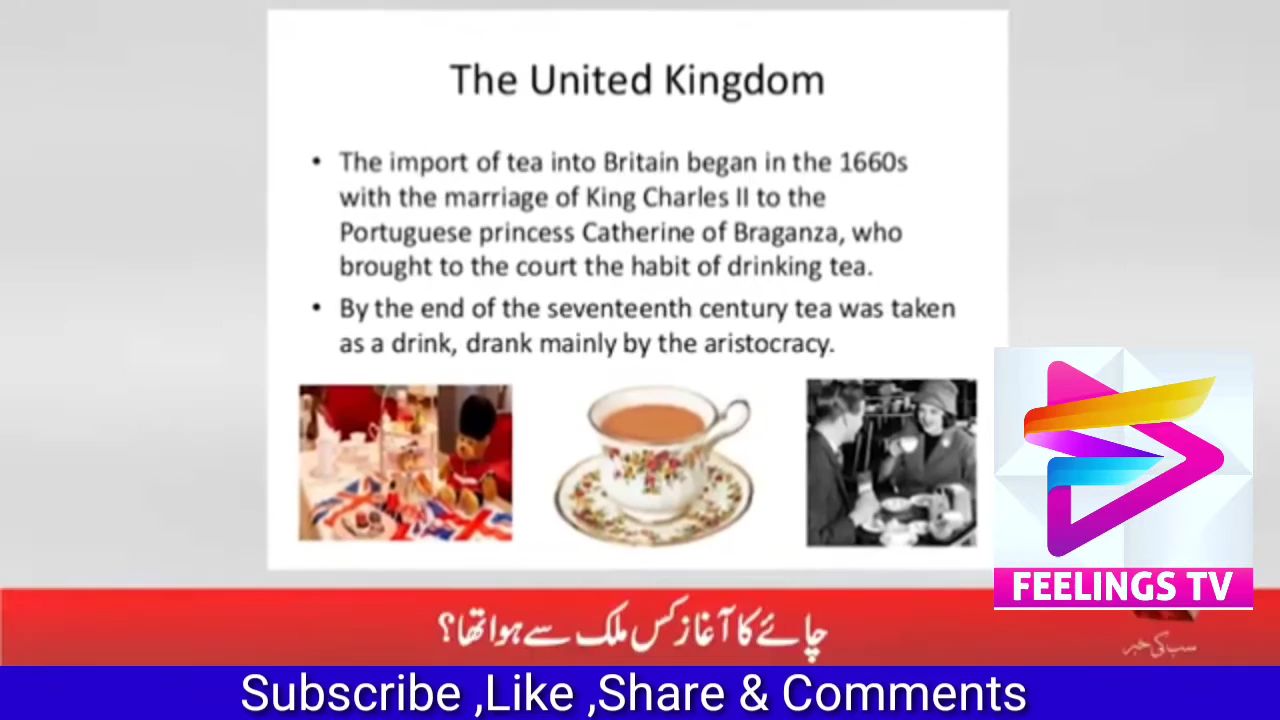 The United Kingdom
• The import of tea into Britain began in the 1660s
with the marriage of King Charles II to the
Portuguese princess Catherine of Braganza, who
brought to the court the habit of drinking tea.
• By the end of the seventeenth century tea was taken
as a drink, drank mainly by the aristocracy.
FEELINGS TV
چائے کا آغاز کس ملک سے ہوا تھا؟
سب کی خبر
Subscribe ,Like ,Share & Comments